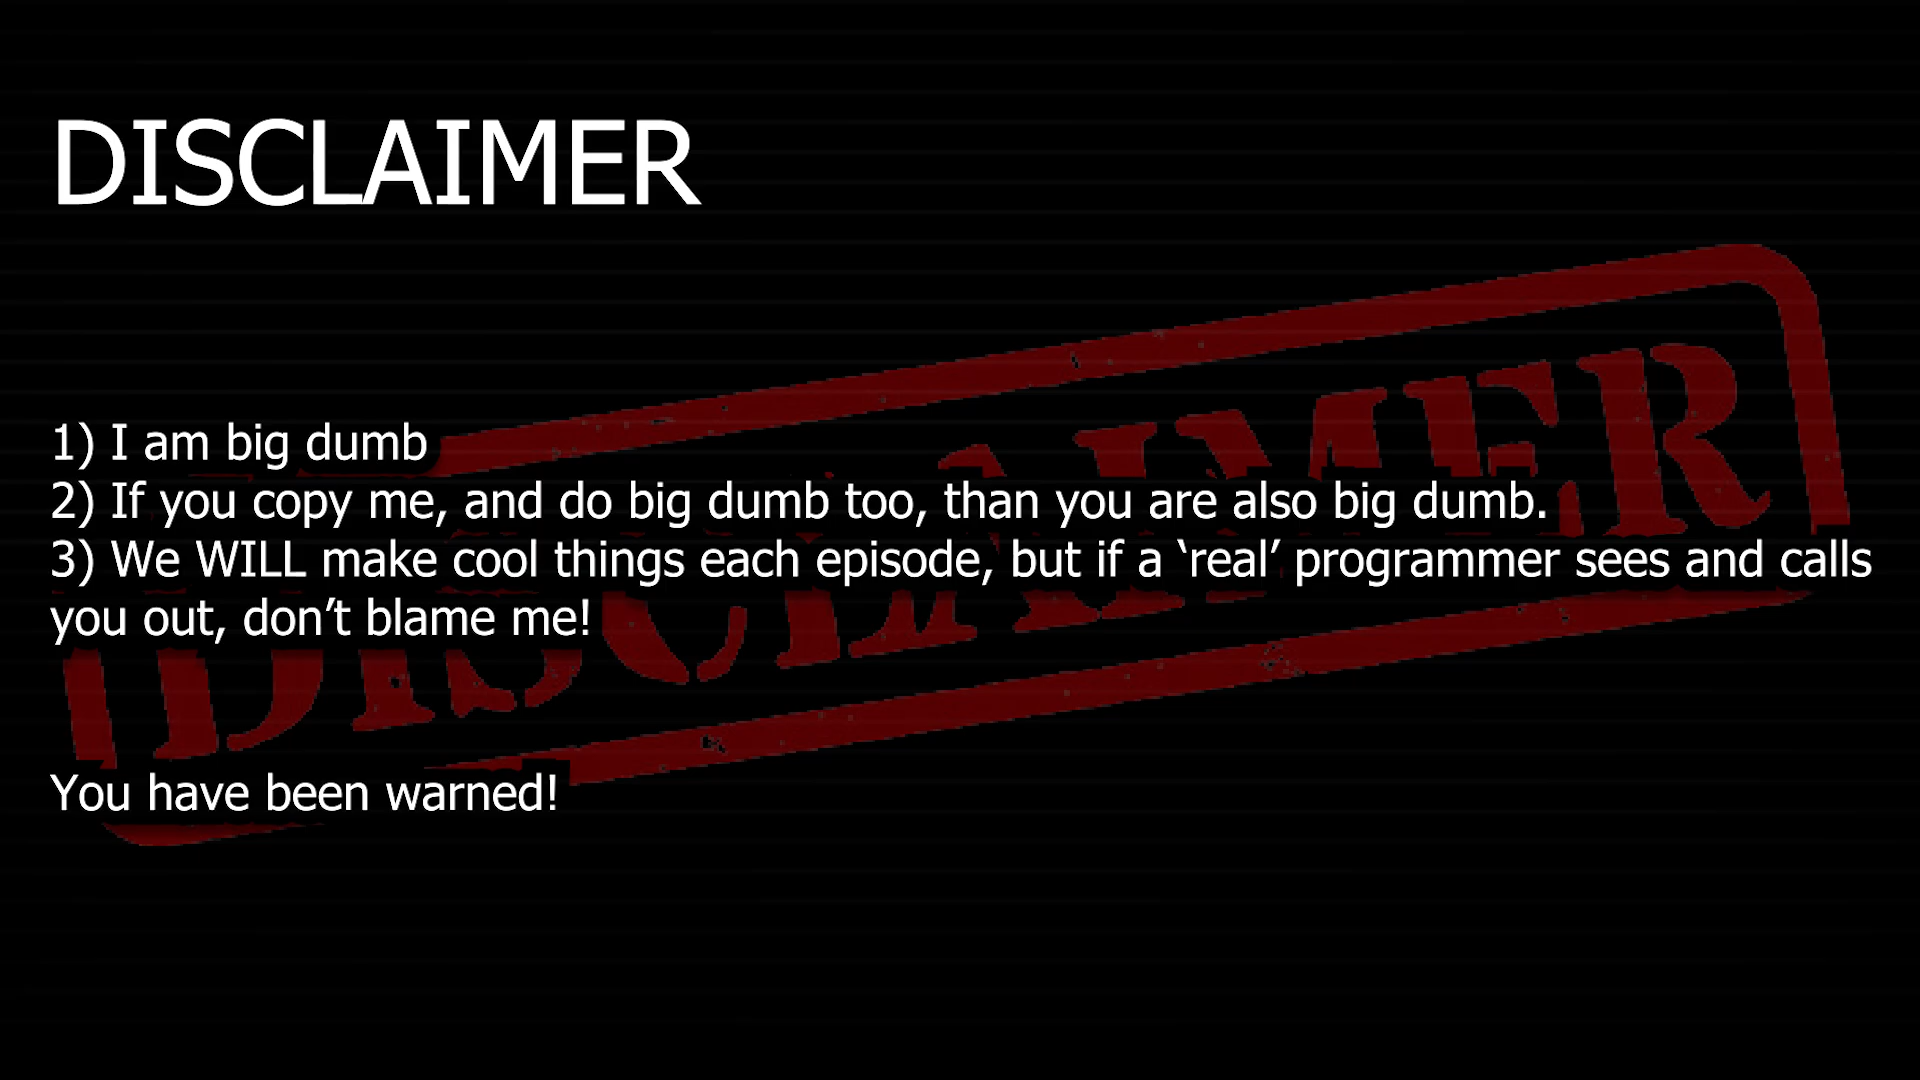 DISCLAIMER
1) I am big dumb
2) If you copy me, and do big dumb too, than you are also big dumb.
3) We WILL make cool things each episode, but if a ‘real’ programmer sees and calls
you out, don’t blame me!
DISCLAIMER
You have been warned!